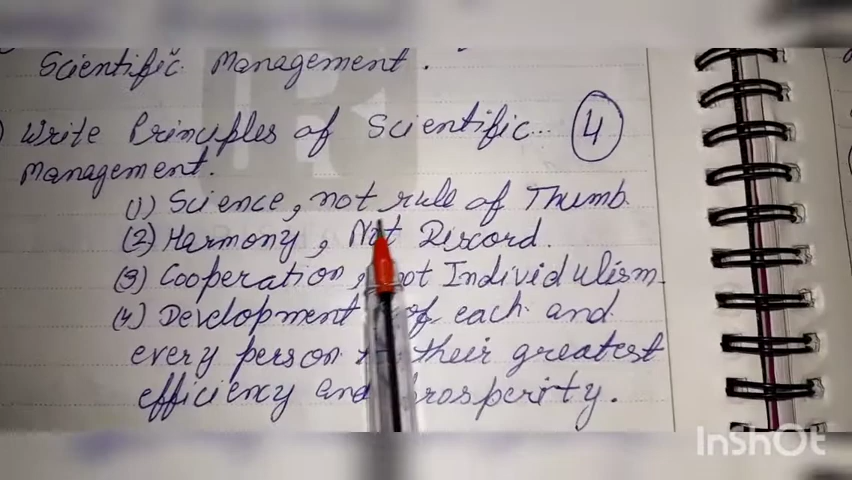 Scientific Management.
Write Principles of Scientific... 4
Management.
(1) Science, not rule of Thumb
(2) Harmony, Not Discord.
(3) Cooperation, not Individulism
(4) Development of each and
every person their greatest
efficiency and prosperity.
InShOt